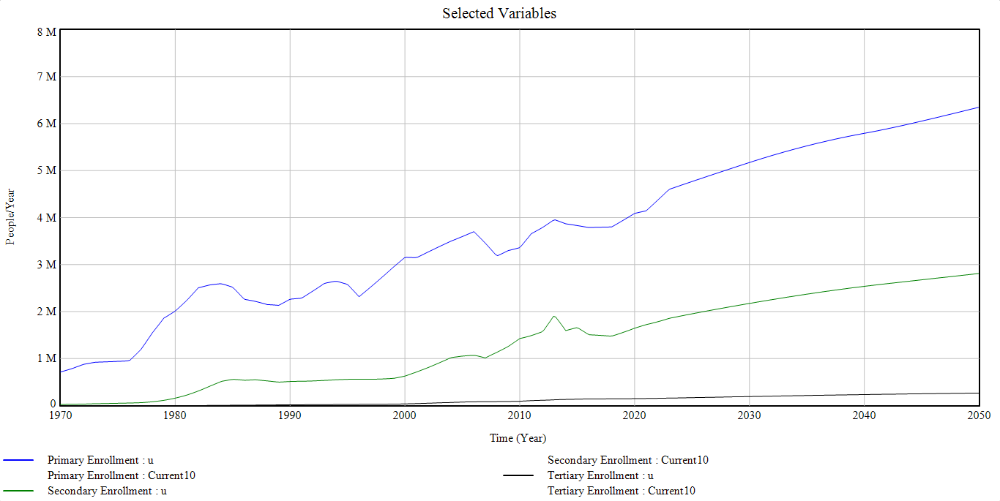 Selected Variables
8 M
7 M
6 M
5 M
4 M
3 M
2 M
1 M
0
People/Year
1970 1980 1990 2000 2010 2020 2030 2040 2050
Time (Year)
Primary Enrollment : u
Primary Enrollment : Current10
Secondary Enrollment : u
Secondary Enrollment : Current10
Tertiary Enrollment : u
Tertiary Enrollment : Current10